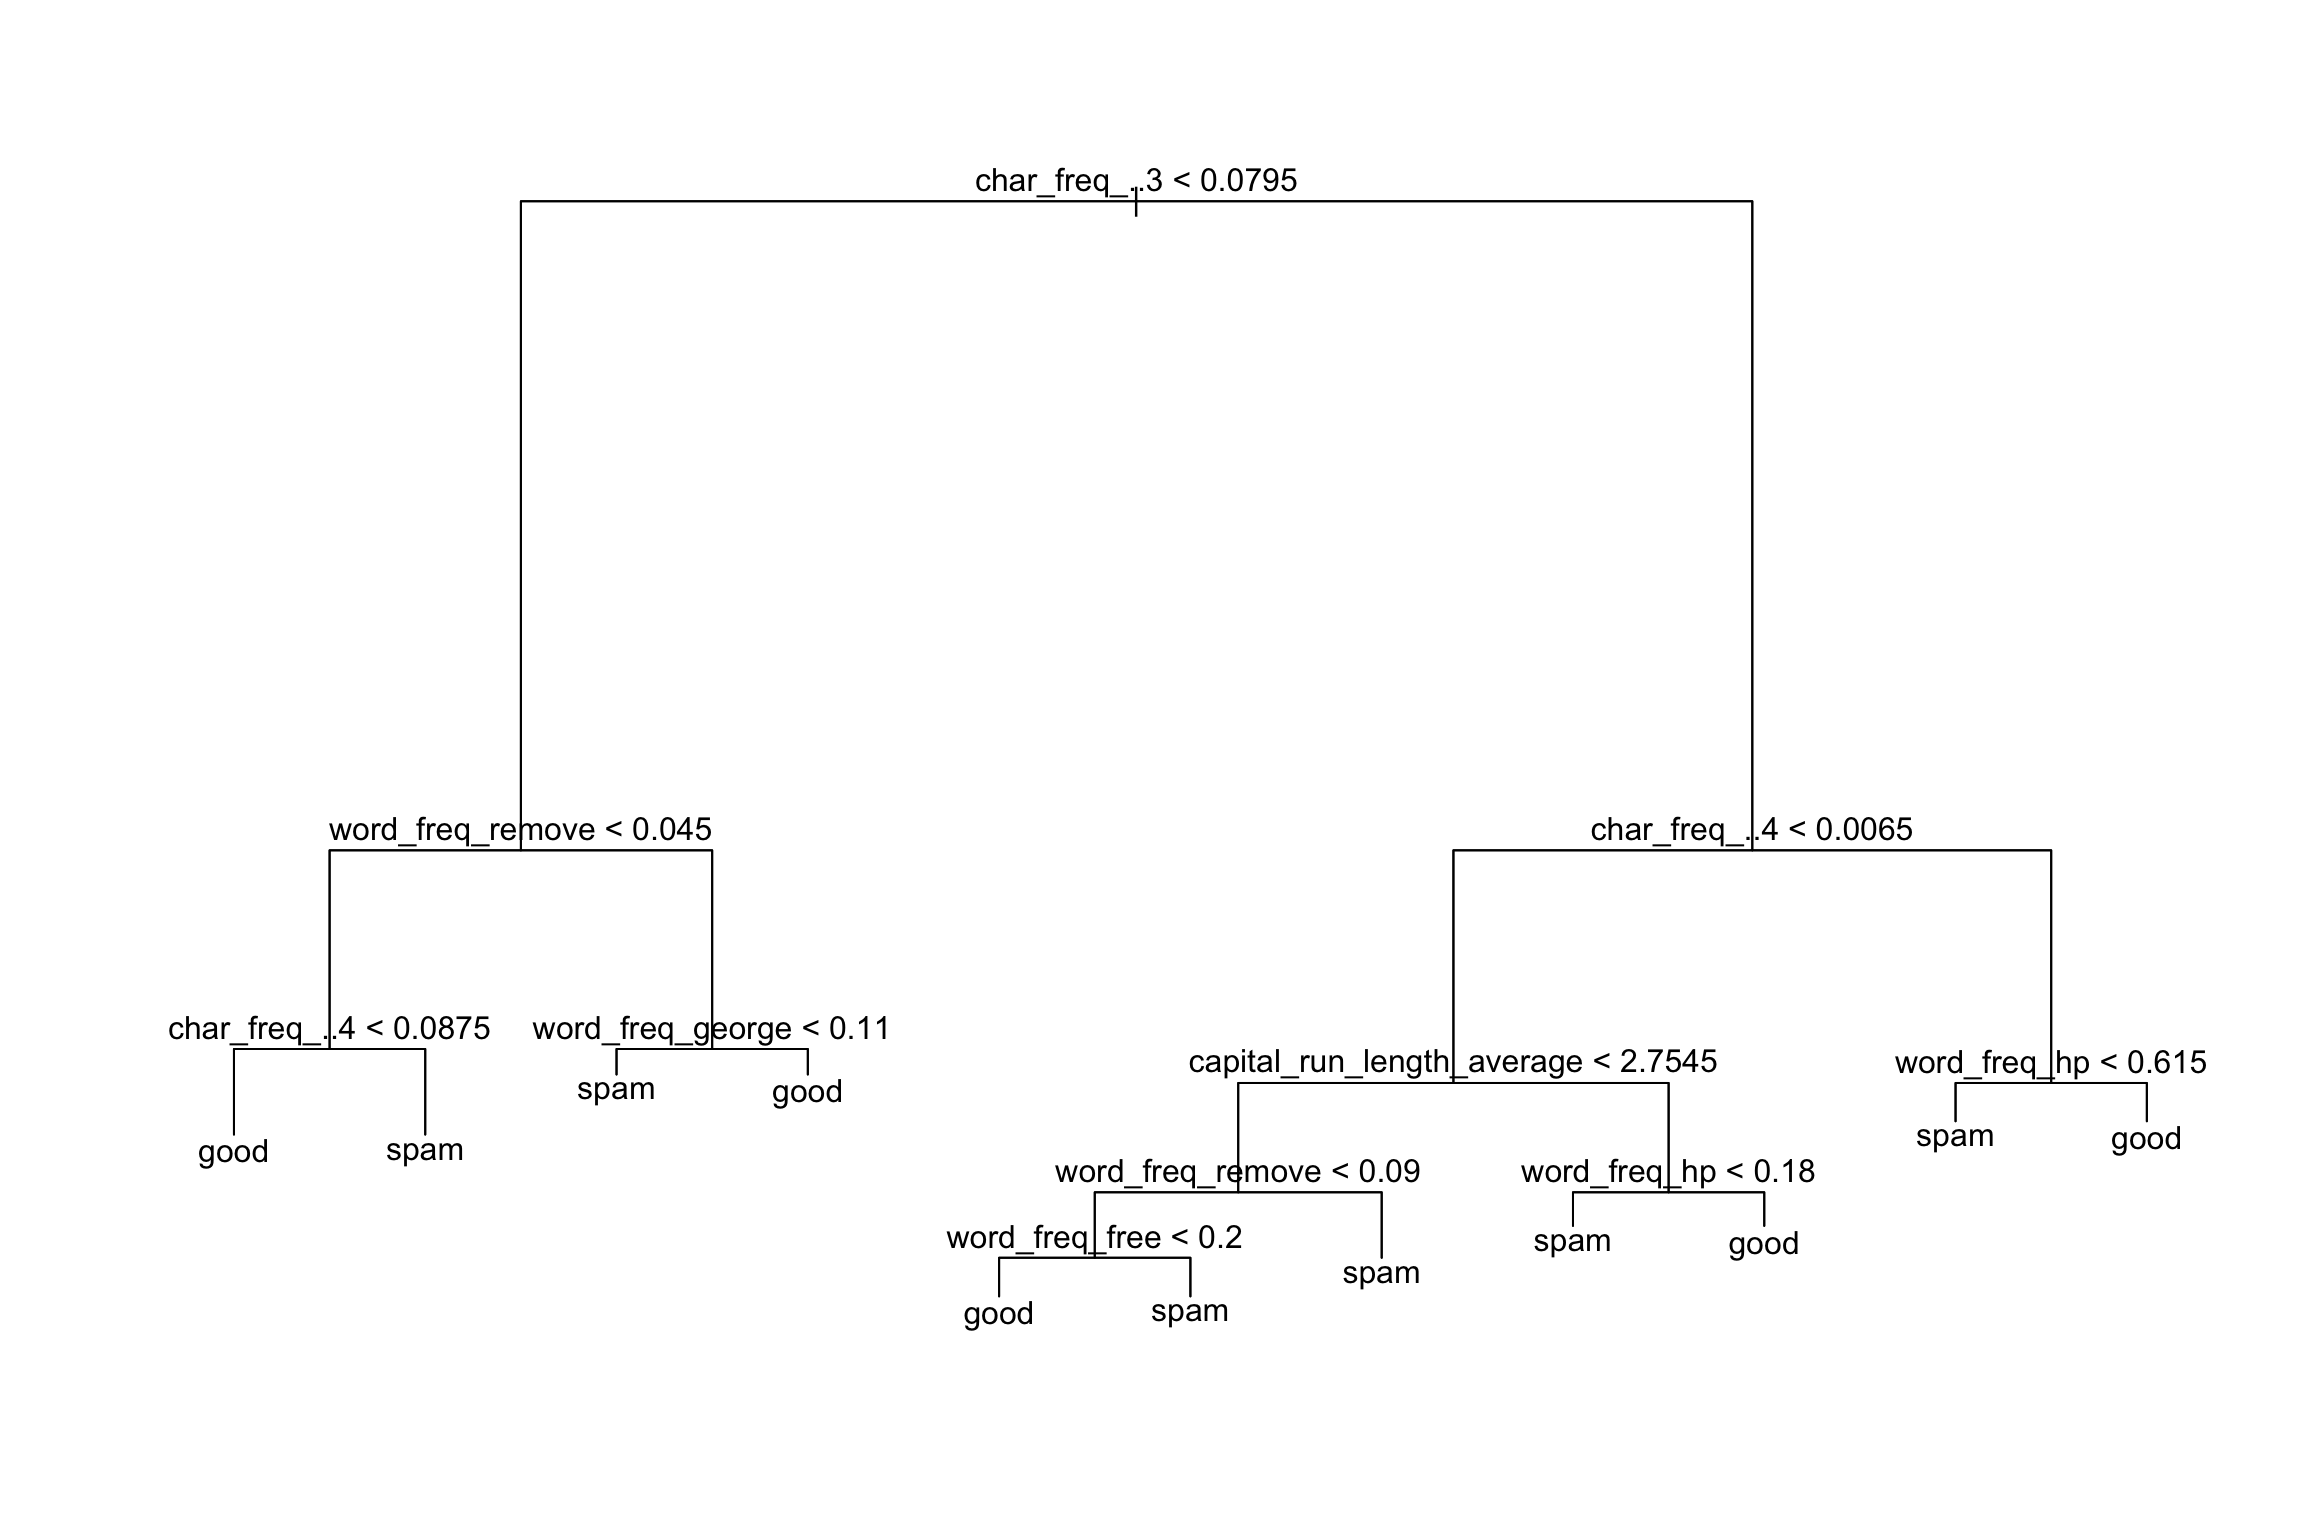 char_freq_..3 < 0.0795
word_freq_remove < 0.045
char_freq_..4 < 0.0065
char_freq_..4 < 0.0875
word_freq_george < 0.11
capital_run_length_average < 2.7545
word_freq_hp < 0.615
spam
good
good
spam
spam
good
word_freq_remove < 0.09
word_freq_hp < 0.18
word_freq_free < 0.2
spam
good
spam
good
spam